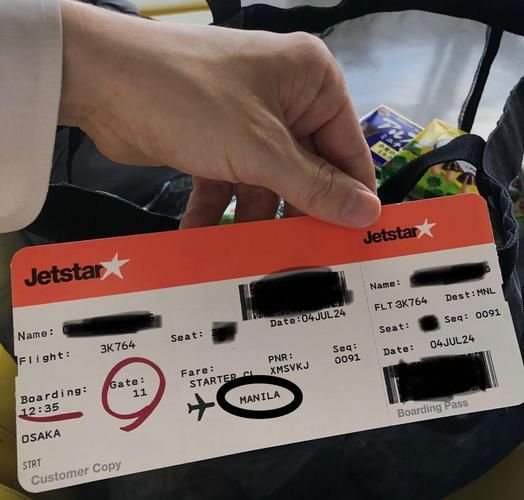 Jetstar
Name:
Flight: 3K764
Boarding: Gate:
12:35 11
OSAKA
STRT
Customer Copy
Seat:
Date:04JUL24
Fare: PNR: Seq:
STARTER CL XMSVKJ 0091
MANILA
Jetstar
Name:
FLT 3K764 Dest:MNL
Seat: Seq: 0091
Date: 04JUL24
Boarding Pass